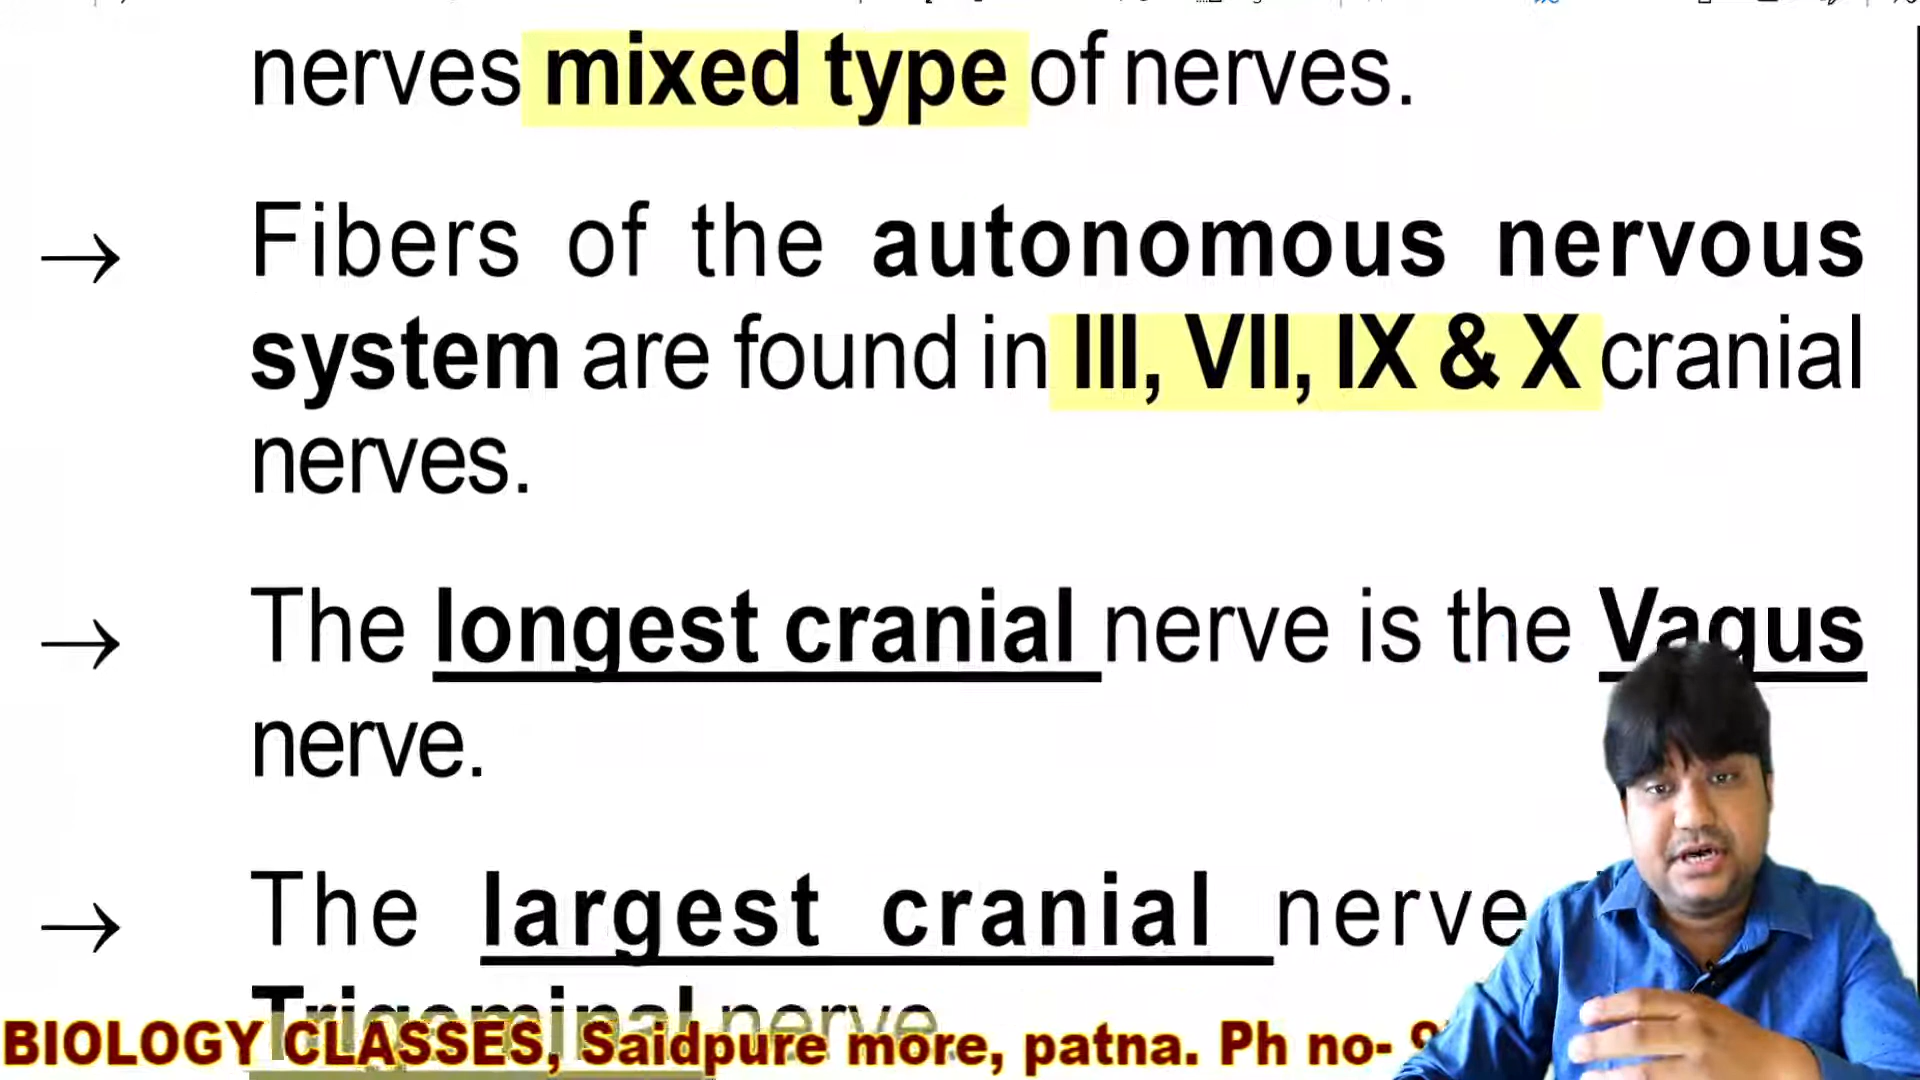 nerves mixed type of nerves.
→ Fibers of the autonomous nervous
system are found in III, VII, IX & X cranial
nerves.
→ The longest cranial nerve is the Vagus
nerve.
→ The largest cranial nerve
Trigeminal nerve.
BIOLOGY CLASSES, Saidpure more, patna. Ph no-